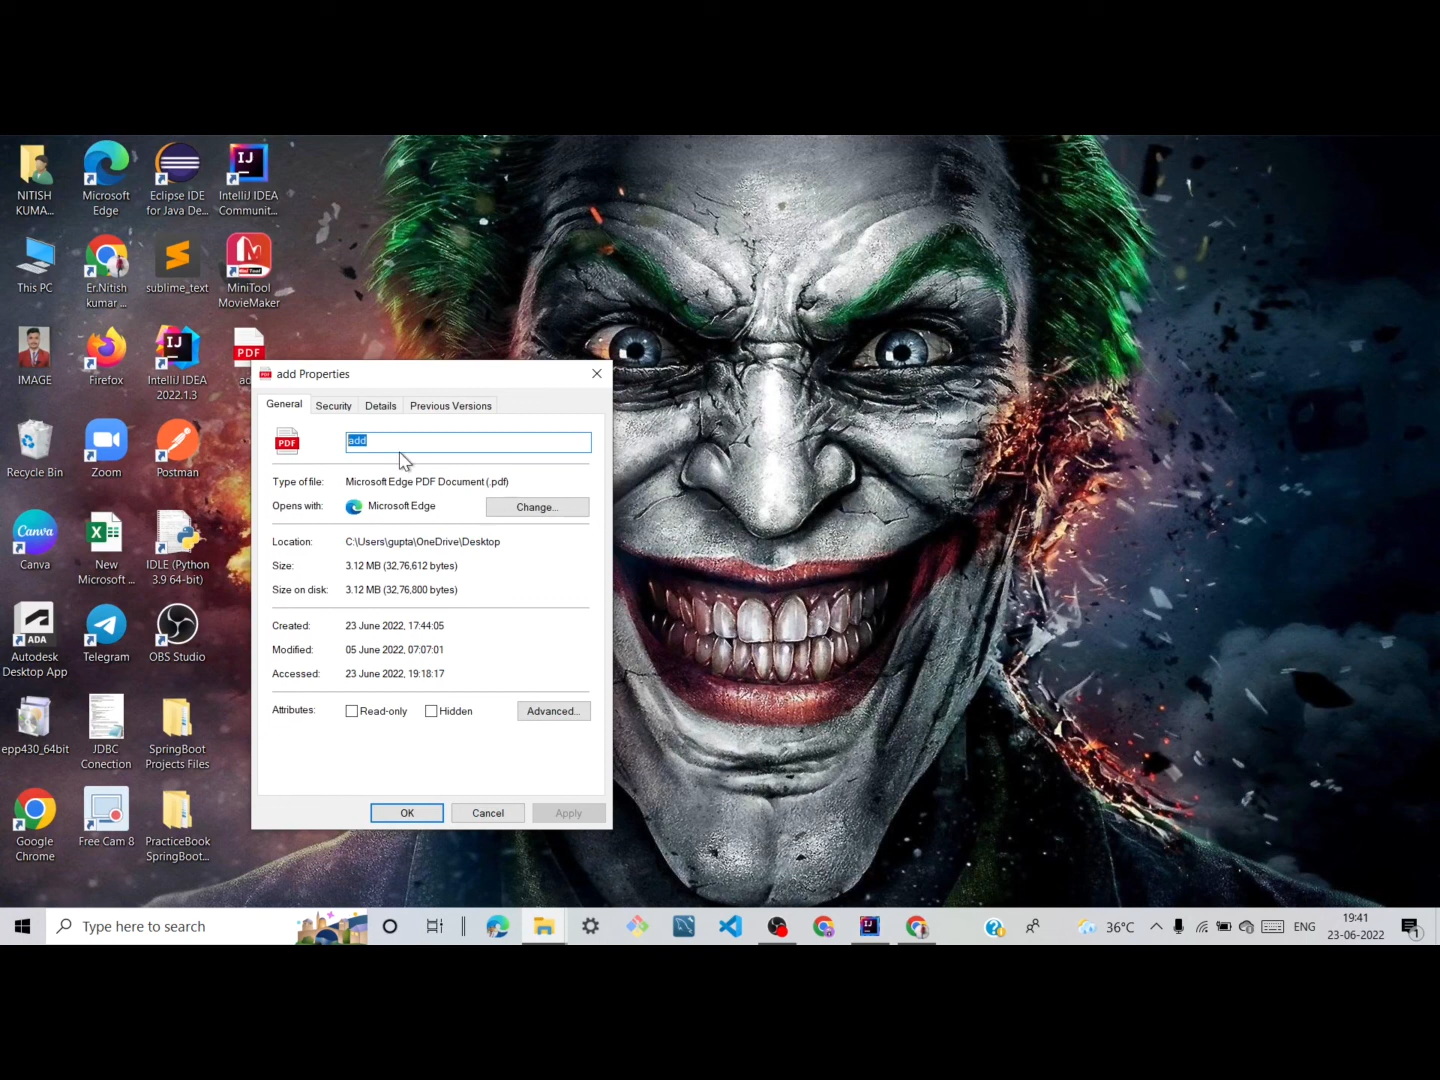 NITISH
KUMA...
Microsoft
Edge
Eclipse IDE
for Java De...
IJ
IntelliJ IDEA
Communit...
This PC
Er.Nitish
kumar ...
sublime_text
MiniTool
MovieMaker
IMAGE
Firefox
IJ
IntelliJ IDEA
2022.1.3
PDF
Recycle Bin
Zoom
Postman
Canva
Canva
New
Microsoft ...
IDLE (Python
3.9 64-bit)
ADA
Autodesk
Desktop App
Telegram
OBS Studio
epp430_64bit
JDBC
Conection
SpringBoot
Projects Files
Google
Chrome
Free Cam 8
PracticeBook
SpringBoot...
add Properties
General Security Details Previous Versions
PDF
add
Type of file: Microsoft Edge PDF Document (.pdf)
Opens with: Microsoft Edge Change...
Location: C:\Users\gupta\OneDrive\Desktop
Size: 3.12 MB (32,76,612 bytes)
Size on disk: 3.12 MB (32,76,800 bytes)
Created: 23 June 2022, 17:44:05
Modified: 05 June 2022, 07:07:01
Accessed: 23 June 2022, 19:18:17
Attributes: Read-only Hidden Advanced...
OK Cancel Apply
Type here to search
36°C
ENG
19:41
23-06-2022
1